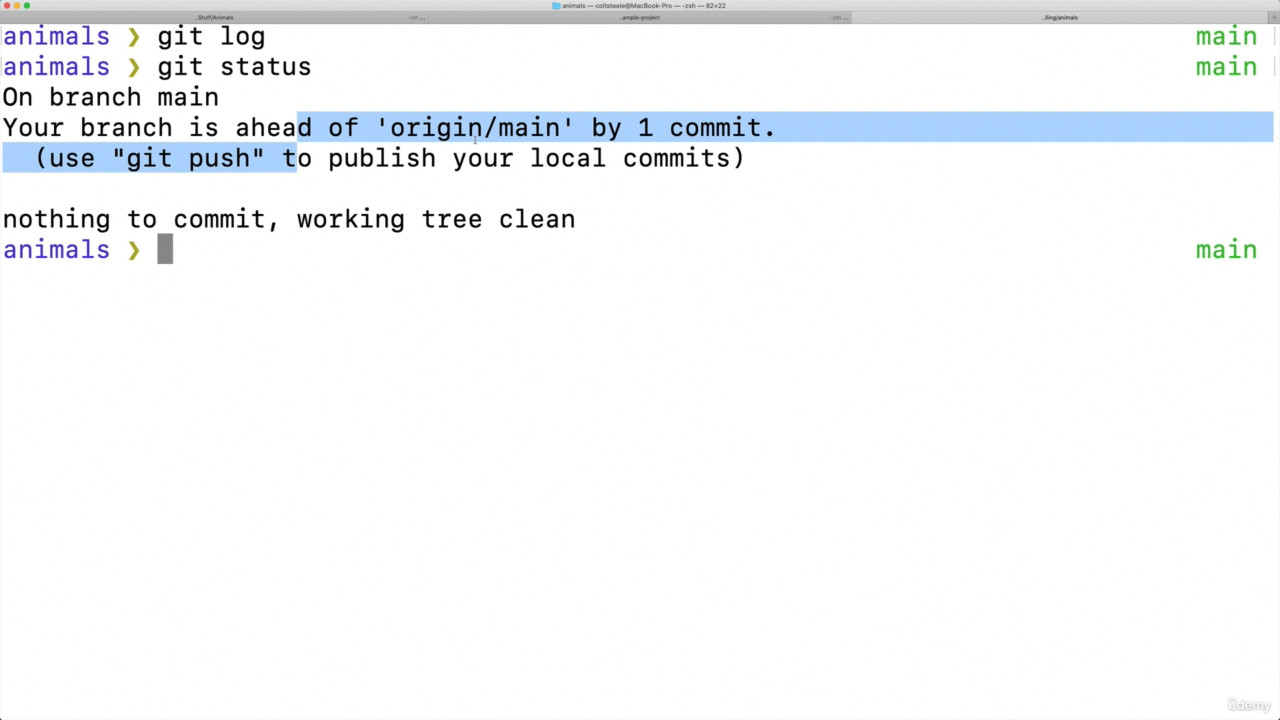 animals — coltsteele@MacBook-Pro — -zsh — 82×22
..Stuff/Animals -zsh ... ..ample-project -zsh ... ..lling/animals
animals ❯ git log main
animals ❯ git status main
On branch main
Your branch is ahead of 'origin/main' by 1 commit.
(use "git push" to publish your local commits)
nothing to commit, working tree clean
animals ❯ main
ûdemy